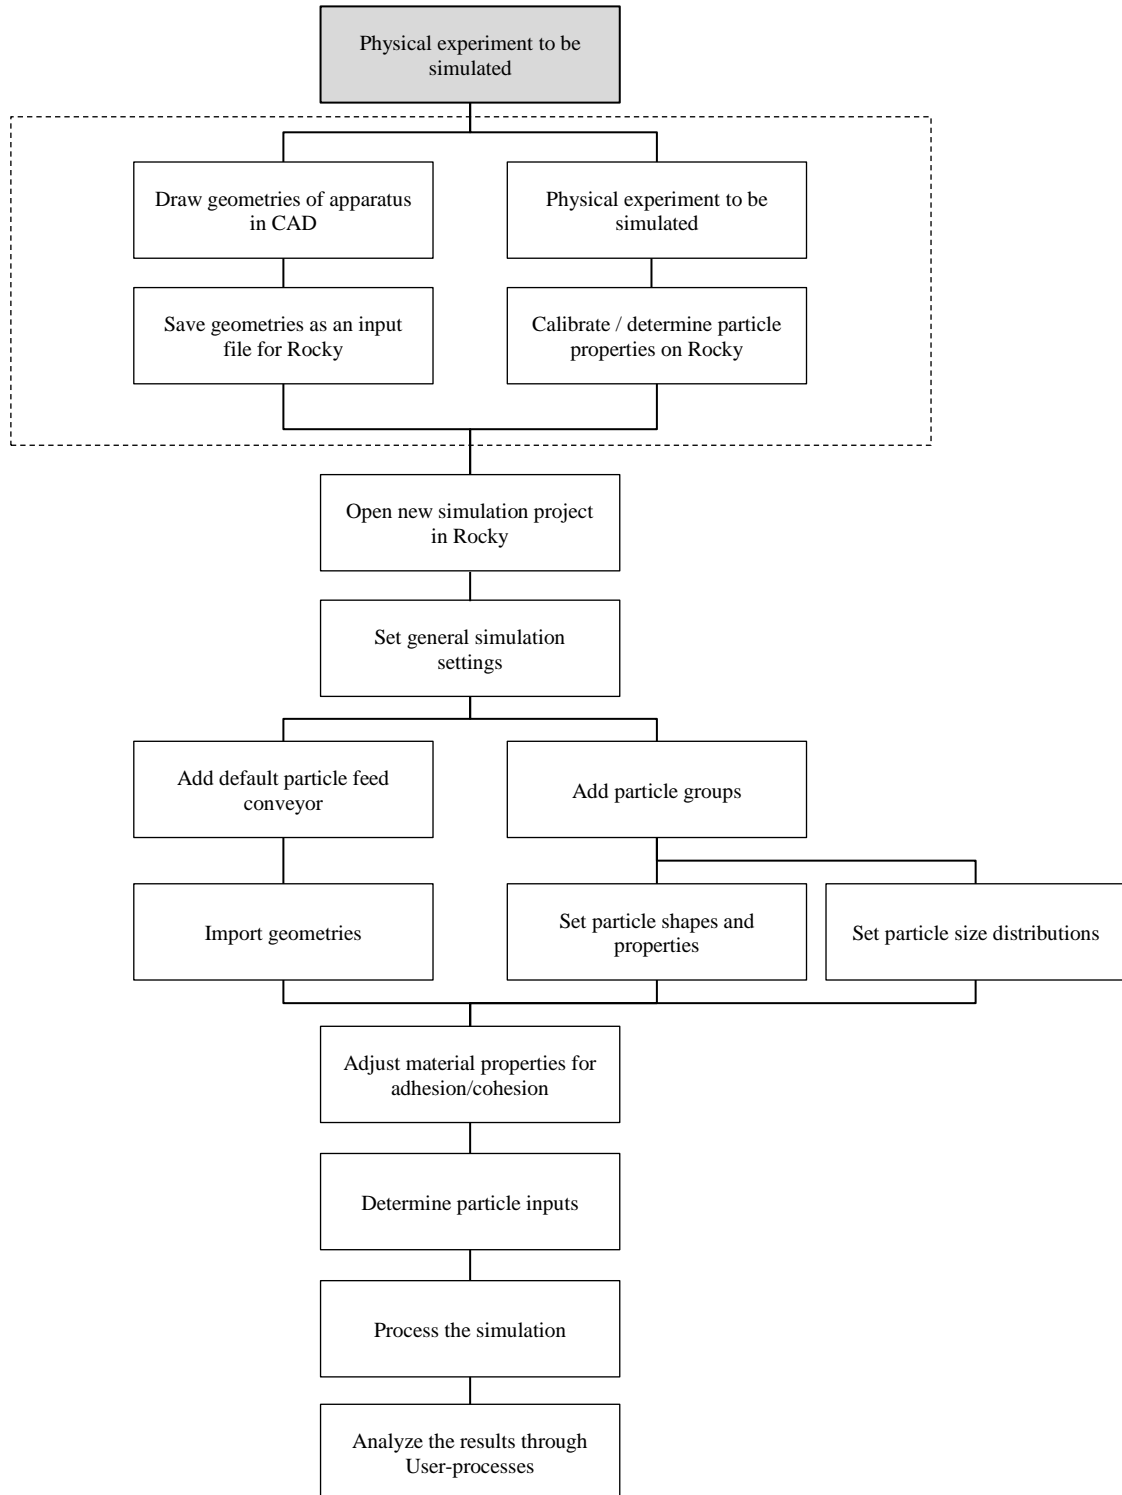 Physical experiment to be
simulated
Draw geometries of apparatus
in CAD
Physical experiment to be
simulated
Save geometries as an input
file for Rocky
Calibrate / determine particle
properties on Rocky
Open new simulation project
in Rocky
Set general simulation
settings
Add default particle feed
conveyor
Add particle groups
Import geometries
Set particle shapes and
properties
Set particle size distributions
Adjust material properties for
adhesion/cohesion
Determine particle inputs
Process the simulation
Analyze the results through
User-processes